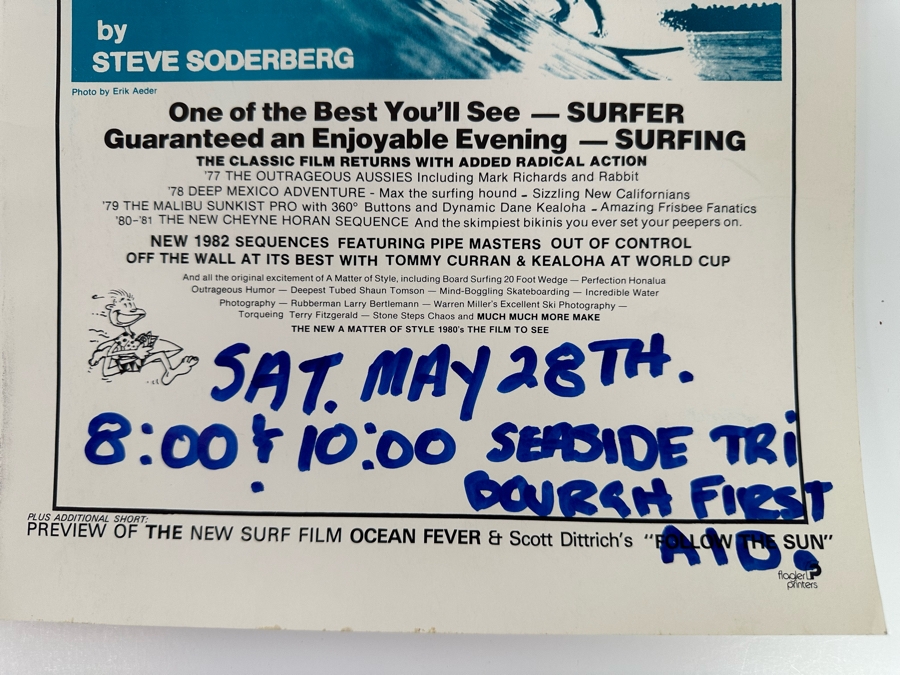 by
STEVE SODERBERG
Photo by Erik Aeder
One of the Best You'll See — SURFER
Guaranteed an Enjoyable Evening — SURFING
THE CLASSIC FILM RETURNS WITH ADDED RADICAL ACTION
'77 THE OUTRAGEOUS AUSSIES Including Mark Richards and Rabbit
'78 DEEP MEXICO ADVENTURE - Max the surfing hound - Sizzling New Californians
'79 THE MALIBU SUNKIST PRO with 360° Buttons and Dynamic Dane Kealoha - Amazing Frisbee Fanatics
'80-'81 THE NEW CHEYNE HORAN SEQUENCE And the skimpiest bikinis you ever set your peepers on.
NEW 1982 SEQUENCES FEATURING PIPE MASTERS OUT OF CONTROL
OFF THE WALL AT ITS BEST WITH TOMMY CURRAN & KEALOHA AT WORLD CUP
And all the original excitement of A Matter of Style, including Board Surfing 20 Foot Wedge — Perfection Honalua
Outrageous Humor — Deepest Tubed Shaun Tomson — Mind-Boggling Skateboarding — Incredible Water
Photography — Rubberman Larry Bertlemann — Warren Miller's Excellent Ski Photography —
Torqueing Terry Fitzgerald — Stone Steps Chaos and MUCH MUCH MORE MAKE
THE NEW A MATTER OF STYLE 1980's THE FILM TO SEE
SAT. MAY 28TH.
8:00 & 10:00 SEASIDE TRi
BOURGH FIRST
AID.
PLUS ADDITIONAL SHORT:
PREVIEW OF THE NEW SURF FILM OCEAN FEVER & Scott Dittrich's "FOLLOW THE SUN"
flagler
printers